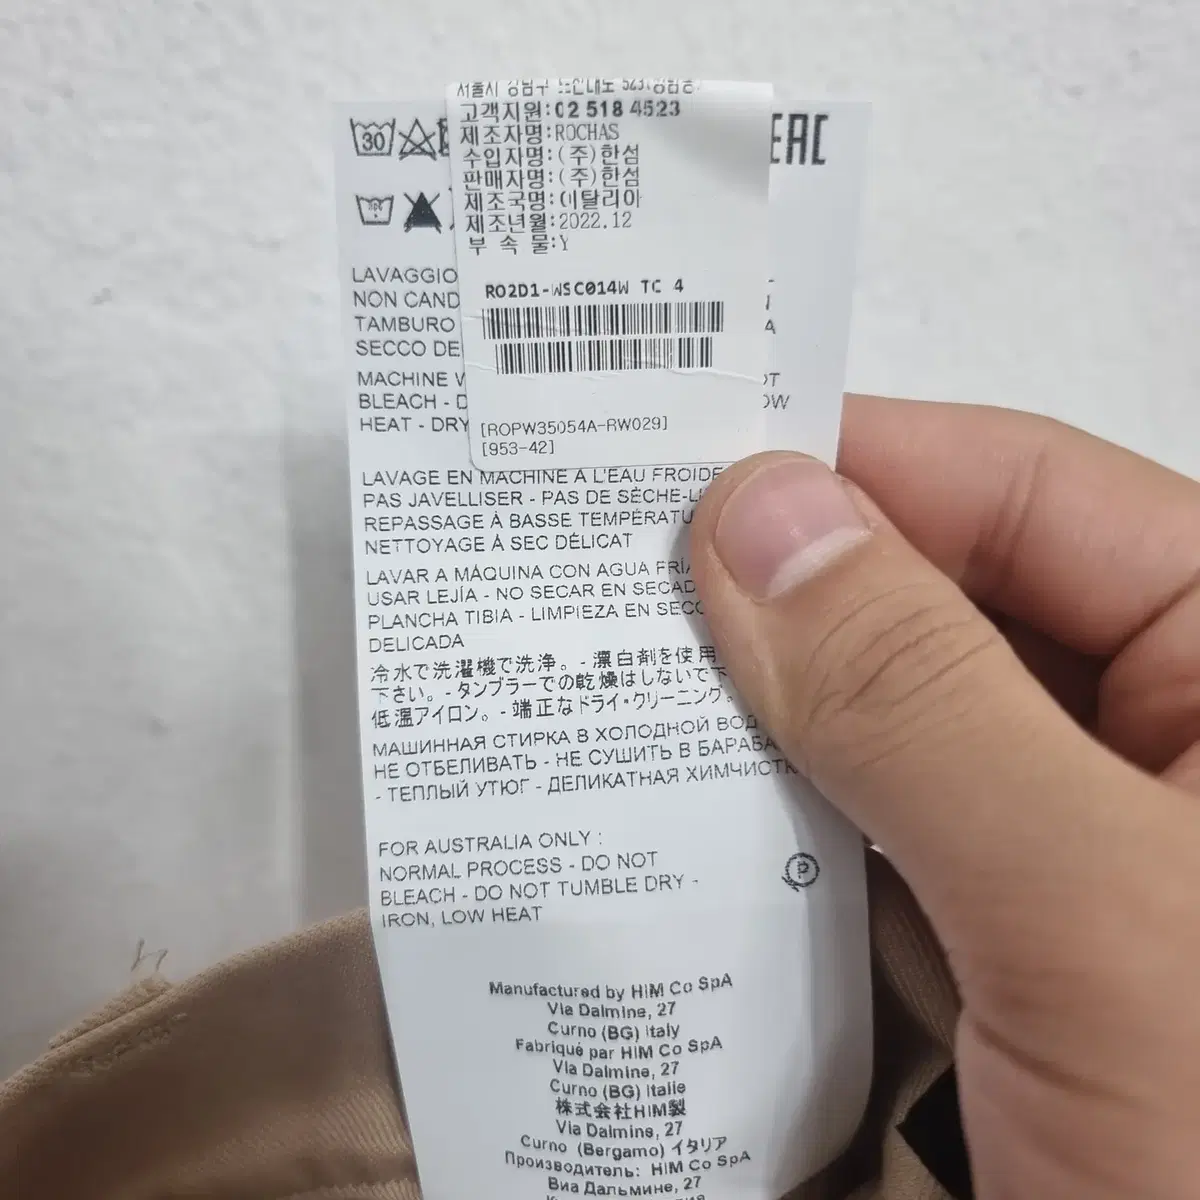 서울시 강남구
고객지원:02 518 4523
제조자명:ROCHAS
수입자명:(주)한섬
판매자명:(주)한섬
제조국명:이탈리아
제조년월:2022.12
부 속 물:Y
RO2D1-WSC014W TC 4
[ROPW35054A-RW029]
[953-42]
30
EAC
LAVAGGIO
NON CAND
TAMBURO
SECCO DE
MACHINE
BLEACH -
HEAT - DRY
LAVAGE EN MACHINE À L'EAU FROIDE
PAS JAVELLISER - PAS DE SÈCHE-
REPASSAGE À BASSE TEMPÉRATU
NETTOYAGE À SEC DÉLICAT
LAVAR A MÁQUINA CON AGUA FRÍA
USAR LEJÍA - NO SECAR EN SECAD
PLANCHA TIBIA - LIMPIEZA EN SECO
DELICADA
冷水で洗濯機で洗浄。- 漂白剤を使用
下さい。- タンブラーでの乾燥はしないで下
低温アイロン。- 端正なドライ・クリーニング。
МАШИННАЯ СТИРКА В ХОЛОДНОЙ ВОД
НЕ ОТБЕЛИВАТЬ - НЕ СУШИТЬ В БАРАБА
- ТЕПЛЫЙ УТЮГ - ДЕЛИКАТНАЯ ХИМЧИСТК
FOR AUSTRALIA ONLY :
NORMAL PROCESS - DO NOT
BLEACH - DO NOT TUMBLE DRY -
IRON, LOW HEAT
P
Manufactured by HIM Co SpA
Via Dalmine, 27
Curno (BG) Italy
Fabriqué par HIM Co SpA
Via Dalmine, 27
Curno (BG) Italie
株式会社HIM製
Via Dalmine, 27
Curno (Bergamo) イタリア
Производитель: HIM Co SpA
Виа Дальмине, 27